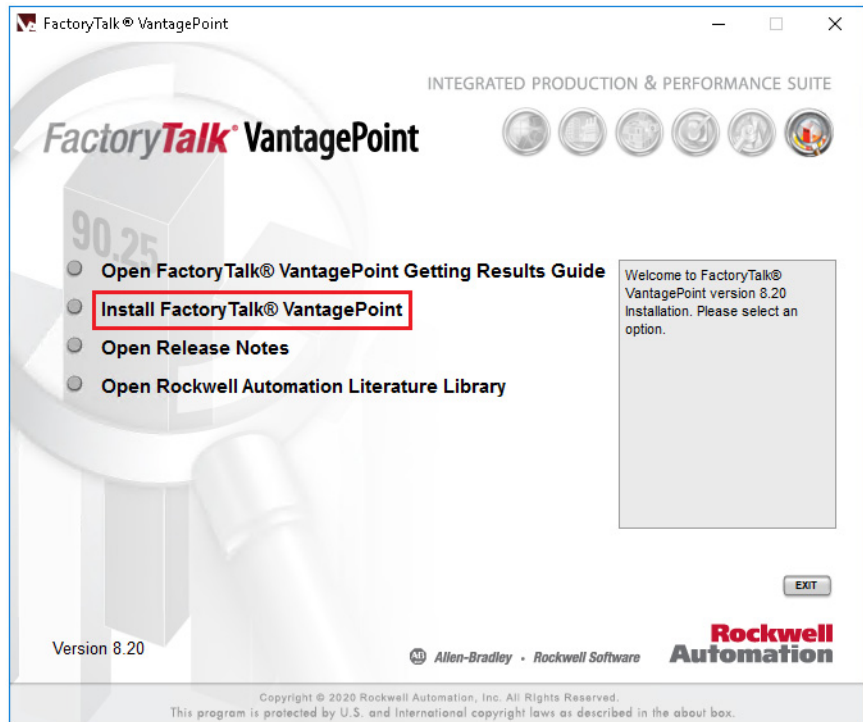 FactoryTalk® VantagePoint
INTEGRATED PRODUCTION & PERFORMANCE SUITE
FactoryTalk® VantagePoint
90.25
Open FactoryTalk® VantagePoint Getting Results Guide
Install FactoryTalk® VantagePoint
Open Release Notes
Open Rockwell Automation Literature Library
Welcome to FactoryTalk®
VantagePoint version 8.20
Installation. Please select an
option.
EXIT
Version 8.20
AB Allen-Bradley • Rockwell Software
Rockwell
Automation
Copyright © 2020 Rockwell Automation, Inc. All Rights Reserved.
This program is protected by U.S. and International copyright laws as described in the about box.